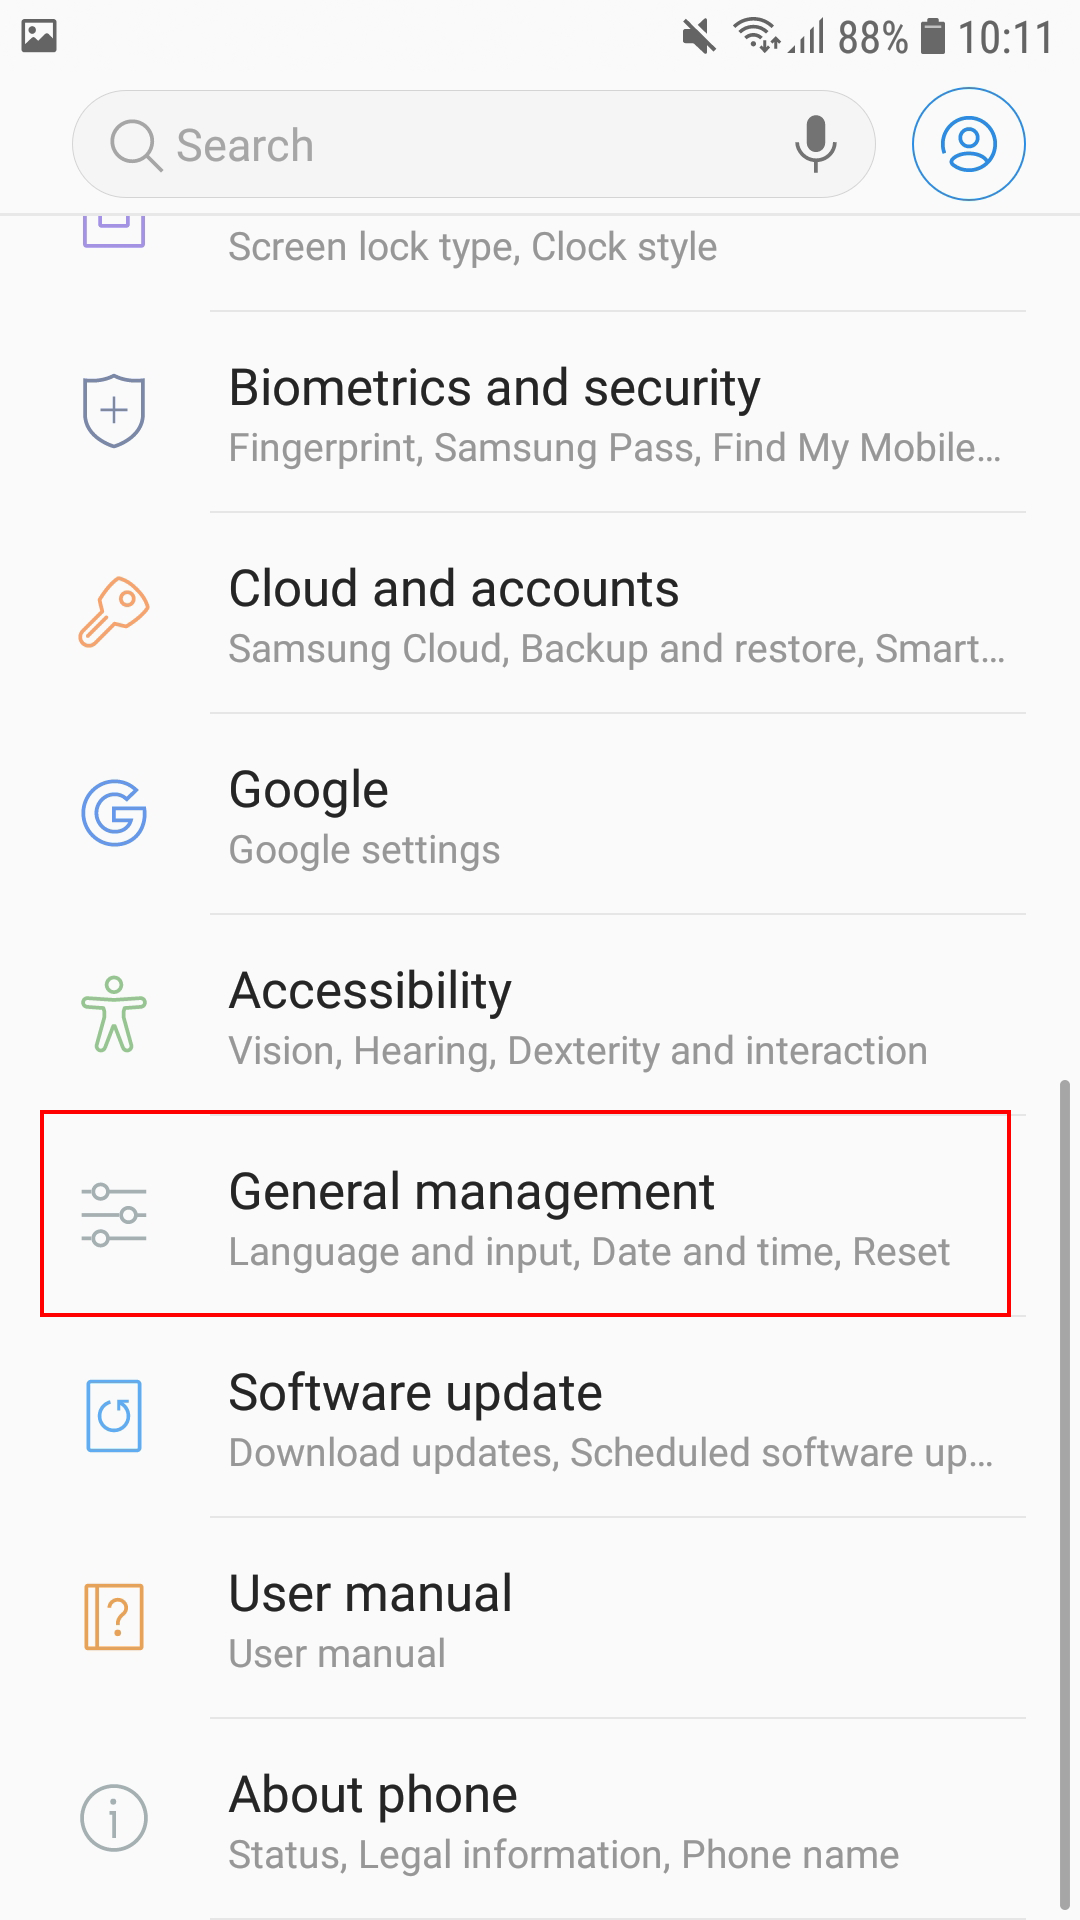 88% 10:11
Search
Screen lock type, Clock style
Biometrics and security
Fingerprint, Samsung Pass, Find My Mobile...
Cloud and accounts
Samsung Cloud, Backup and restore, Smart...
Google
Google settings
Accessibility
Vision, Hearing, Dexterity and interaction
General management
Language and input, Date and time, Reset
Software update
Download updates, Scheduled software up...
User manual
User manual
About phone
Status, Legal information, Phone name